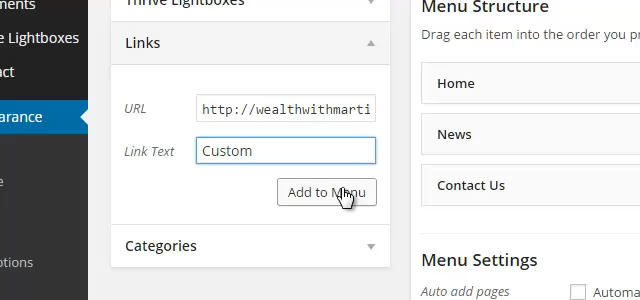 ments
e Lightboxes
act
arance
e
otions
Thrive Lightboxes
Links
URL
http://wealthwithmarti
Link Text
Custom
Add to Menu
Categories
Menu Structure
Drag each item into the order you pr
Home
News
Contact Us
Menu Settings
Auto add pages
Automa